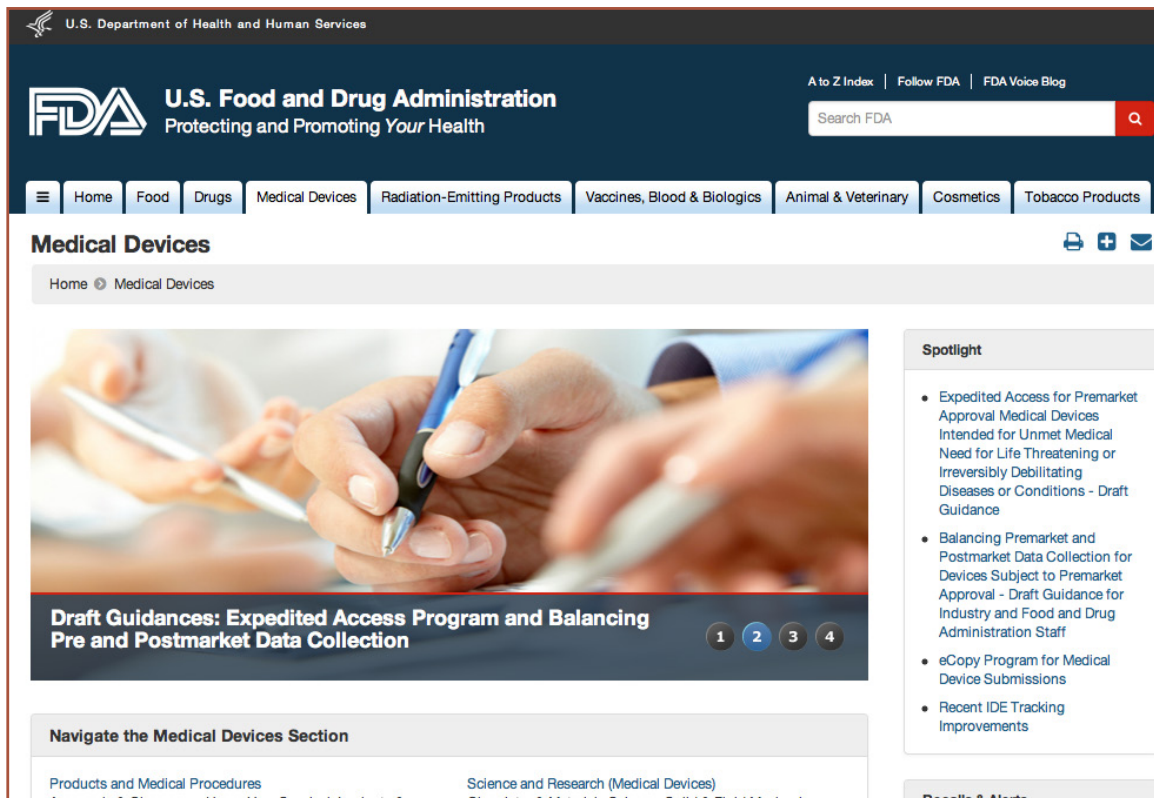 U.S. Department of Health and Human Services
A to Z Index | Follow FDA | FDA Voice Blog
FDA
U.S. Food and Drug Administration
Protecting and Promoting Your Health
Search FDA
Home Food Drugs Medical Devices Radiation-Emitting Products Vaccines, Blood & Biologics Animal & Veterinary Cosmetics Tobacco Products
Medical Devices
Home Medical Devices
Draft Guidances: Expedited Access Program and Balancing
Pre and Postmarket Data Collection
1 2 3 4
Spotlight
Expedited Access for Premarket
Approval Medical Devices
Intended for Unmet Medical
Need for Life Threatening or
Irreversibly Debilitating
Diseases or Conditions - Draft
Guidance
Balancing Premarket and
Postmarket Data Collection for
Devices Subject to Premarket
Approval - Draft Guidance for
Industry and Food and Drug
Administration Staff
eCopy Program for Medical
Device Submissions
Recent IDE Tracking
Improvements
Navigate the Medical Devices Section
Products and Medical Procedures
Science and Research (Medical Devices)